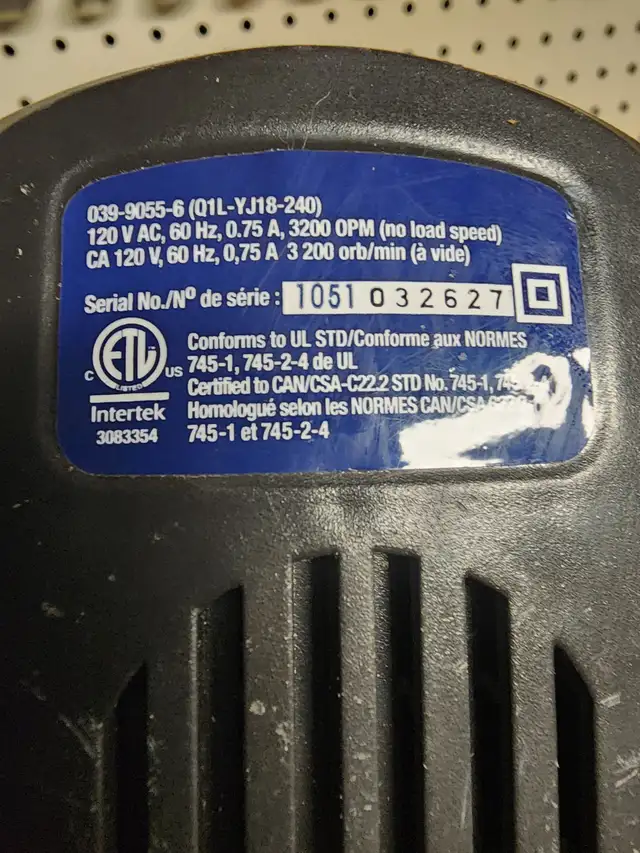 039-9055-6 (Q1L-YJ18-240)
120 V AC, 60 Hz, 0.75 A, 3200 OPM (no load speed)
CA 120 V, 60 Hz, 0,75 A 3 200 orb/min (à vide)
Serial No./Nº de série : 1051 032627
ETL
C US
LISTED
Intertek
3083354
Conforms to UL STD/Conforme aux NORMES
745-1, 745-2-4 de UL
Certified to CAN/CSA-C22.2 STD No. 745-1,
Homologué selon les NORMES CAN/CSA
745-1 et 745-2-4